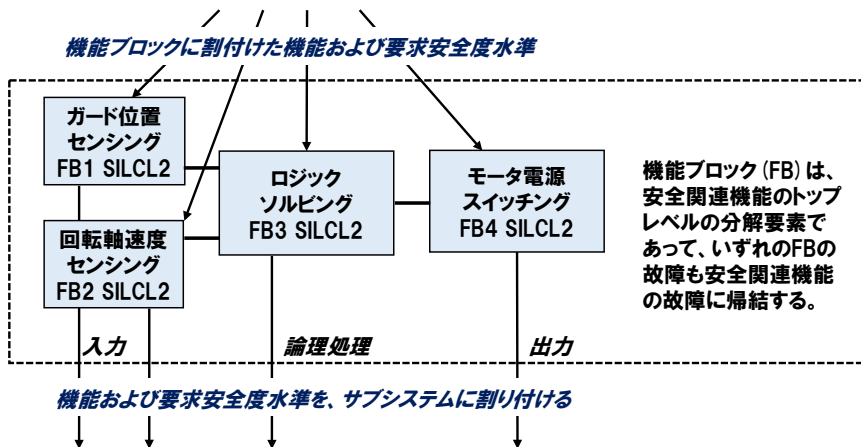 機能ブロックに割付けた機能および要求安全度水準
ガード位置
センシング
FB1 SILCL2
回転軸速度
センシング
FB2 SILCL2
ロジック
ソルビング
FB3 SILCL2
モータ電源
スイッチング
FB4 SILCL2
機能ブロック(FB)は、
安全関連機能のトップ
レベルの分解要素で
あって、いずれのFBの
故障も安全関連機能
の故障に帰結する。
入力
論理処理
出力
機能および要求安全度水準を、サブシステムに割り付ける